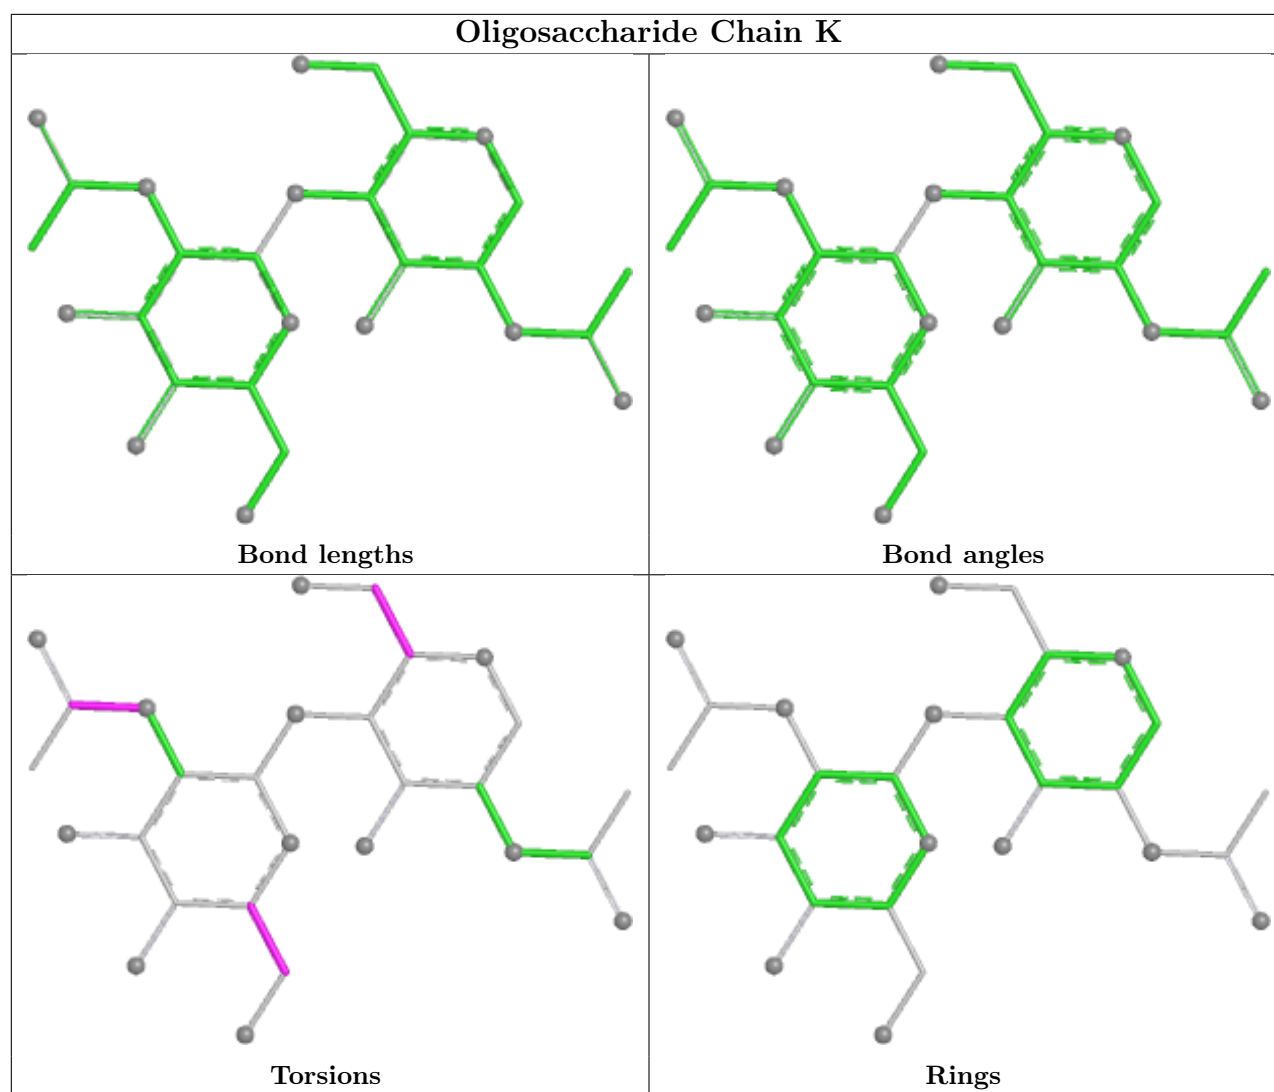 Oligosaccharide Chain K
Bond lengths
Bond angles
Torsions
Rings